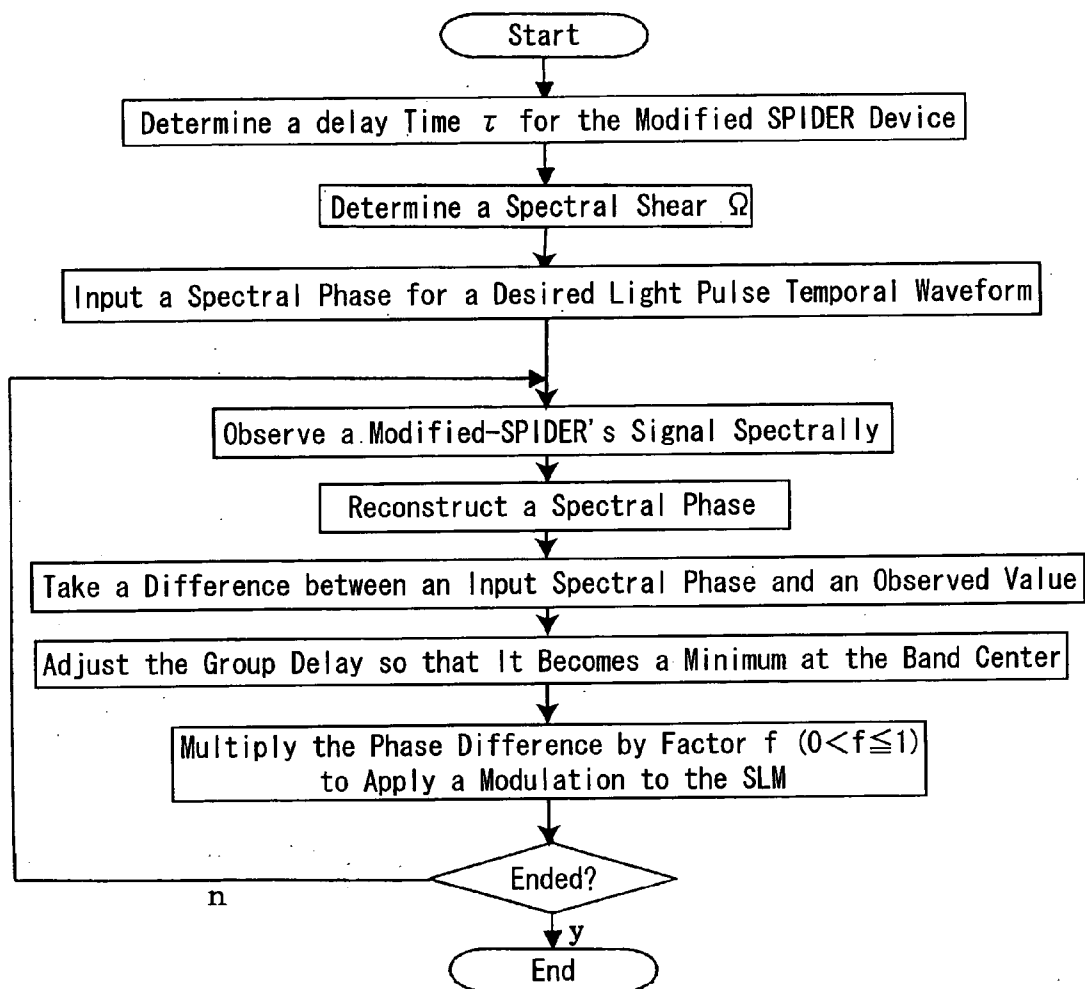 Start
Determine a delay Time τ for the Modified SPIDER Device
Determine a Spectral Shear Ω
Input a Spectral Phase for a Desired Light Pulse Temporal Waveform
Observe a Modified-SPIDER's Signal Spectrally
Reconstruct a Spectral Phase
Take a Difference between an Input Spectral Phase and an Observed Value
Adjust the Group Delay so that It Becomes a Minimum at the Band Center
Multiply the Phase Difference by Factor f (0<f≦1)
to Apply a Modulation to the SLM
Ended?
n
y
End